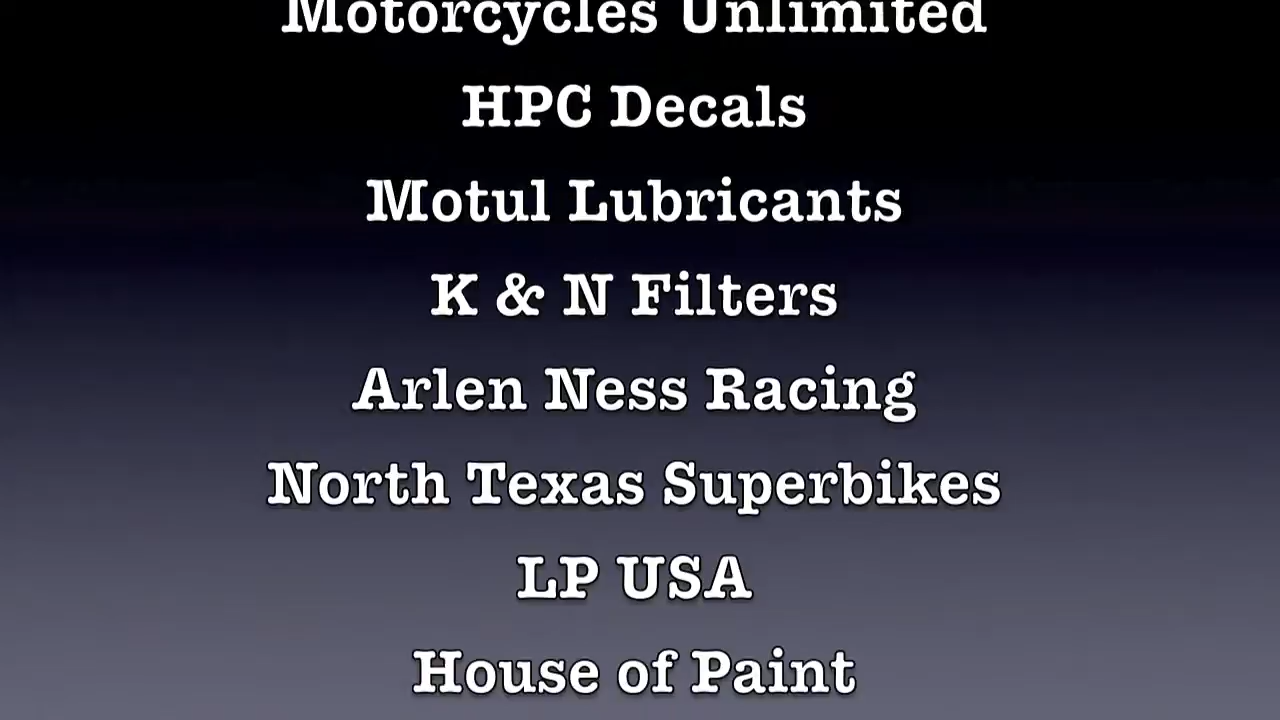 Motorcycles Unlimited
HPC Decals
Motul Lubricants
K & N Filters
Arlen Ness Racing
North Texas Superbikes
LP USA
House of Paint